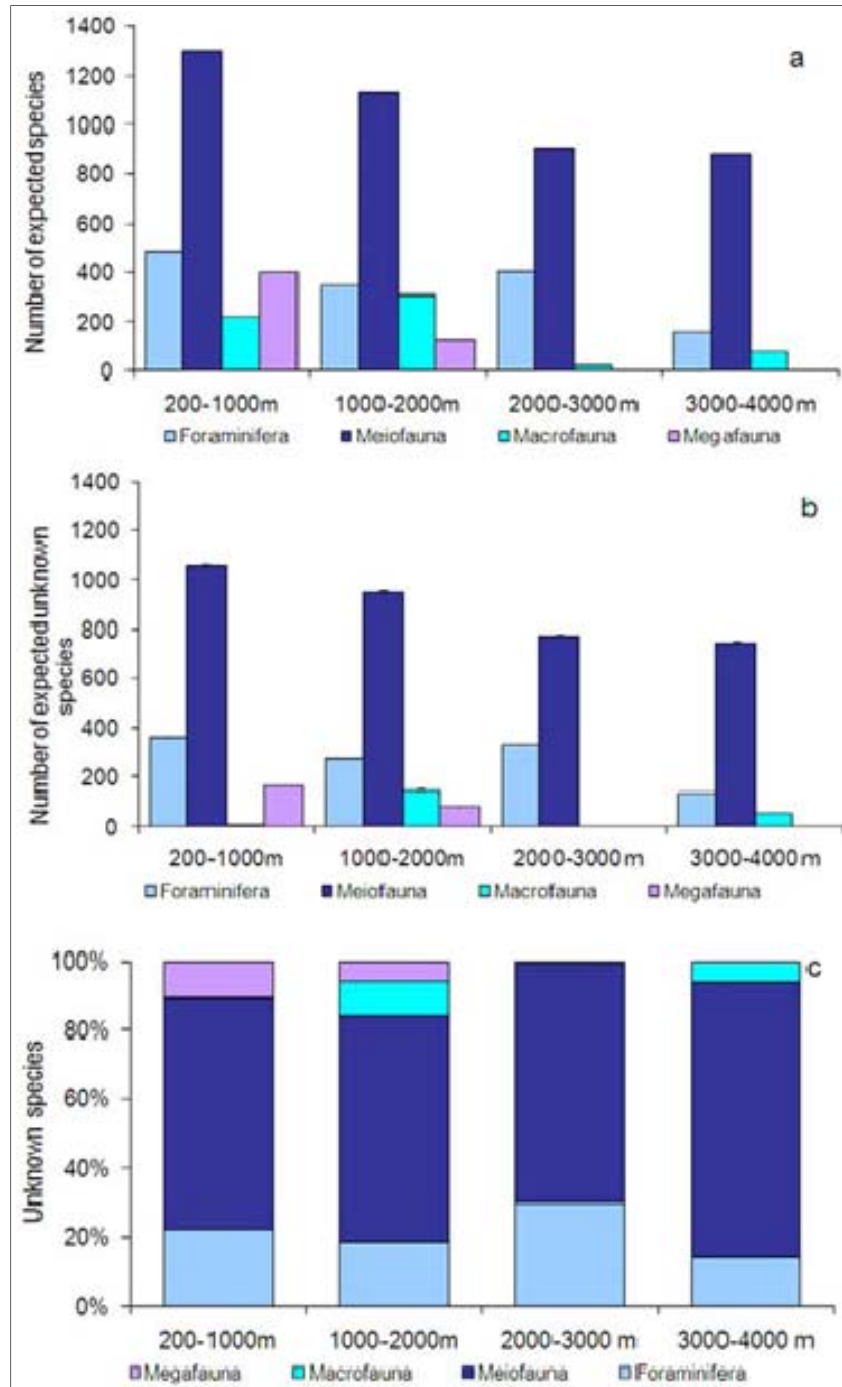 a
Number of expected species
1400
1200
1000
800
600
400
200
0
200-1000m 1000-2000m 2000-3000 m 3000-4000 m
Foraminifera Meiofauna Macrofauna Megafauna
b
Number of expected unknown
species
1400
1200
1000
800
600
400
200
0
200-1000m 1000-2000m 2000-3000 m 3000-4000 m
Foraminifera Meiofauna Macrofauna Megafauna
c
Unknown species
100%
80%
60%
40%
20%
0%
200-1000m 1000-2000m 2000-3000 m 3000-4000 m
Megafauna Macrofauna Meiofauna Foraminifera